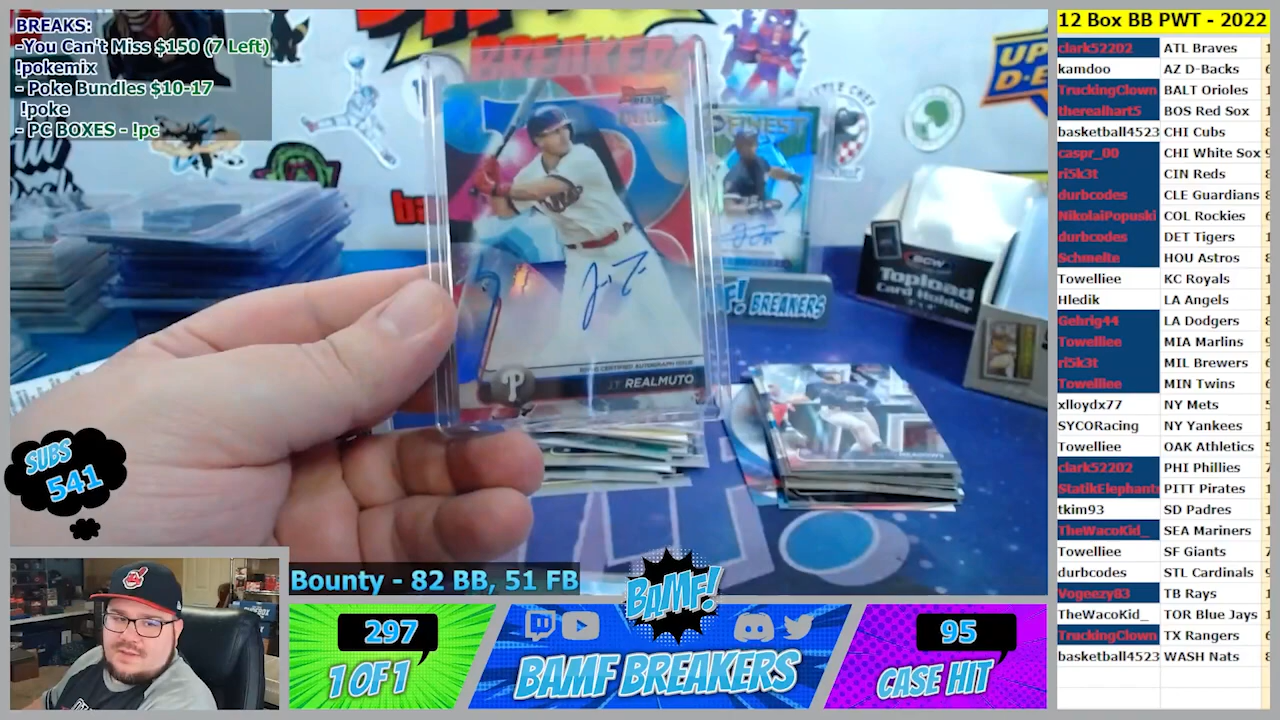 BREAKS:
-You Can't Miss $150 (7 Left)
!pokemix
- Poke Bundles $10-17
!poke
- PC BOXES - !pc
BREAKERS
FINEST
BCW
Topload
Card Holder
BREAKERS
TOPPS CERTIFIED AUTOGRAPH ISSUE
JT REALMUTO
SUBS
541
Bounty - 82 BB, 51 FB
BAMF!
297
1 OF 1
BAMF BREAKERS
95
CASE HIT
12 Box BB PWT - 2022
clark52202 ATL Braves
kamdoo AZ D-Backs
TruckingClown BALT Orioles
therealhart5 BOS Red Sox
basketball4523 CHI Cubs
caspr_00 CHI White Sox
ri5k3t CIN Reds
durbcodes CLE Guardians
NikolaiPopuski COL Rockies
durbcodes DET Tigers
Schmelte HOU Astros
Towelliee KC Royals
Hledik LA Angels
Gehrig44 LA Dodgers
Towelliee MIA Marlins
ri5k3t MIL Brewers
Towelliee MIN Twins
xlloydx77 NY Mets
SYCORacing NY Yankees
Towelliee OAK Athletics
clark52202 PHI Phillies
StatikElephant PITT Pirates
tkim93 SD Padres
TheWacoKid_ SEA Mariners
Towelliee SF Giants
durbcodes STL Cardinals
Vogeezy03 TB Rays
TheWacoKid_ TOR Blue Jays
TruckingClown TX Rangers
basketball4523 WASH Nats